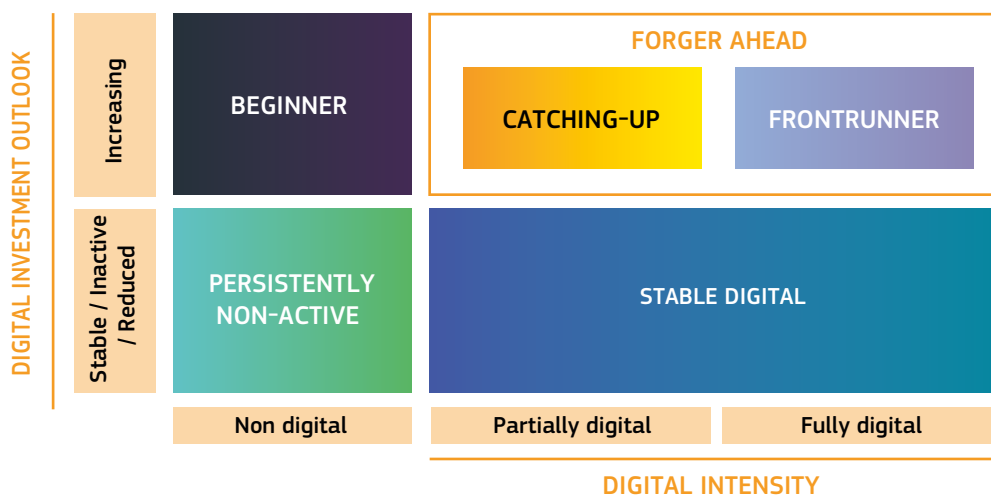 DIGITAL INVESTMENT OUTLOOK
Increasing
BEGINNER
FORGER AHEAD
CATCHING-UP
FRONTRUNNER
Stable / Inactive
/ Reduced
PERSISTENTLY
NON-ACTIVE
STABLE DIGITAL
Non digital
Partially digital
Fully digital
DIGITAL INTENSITY